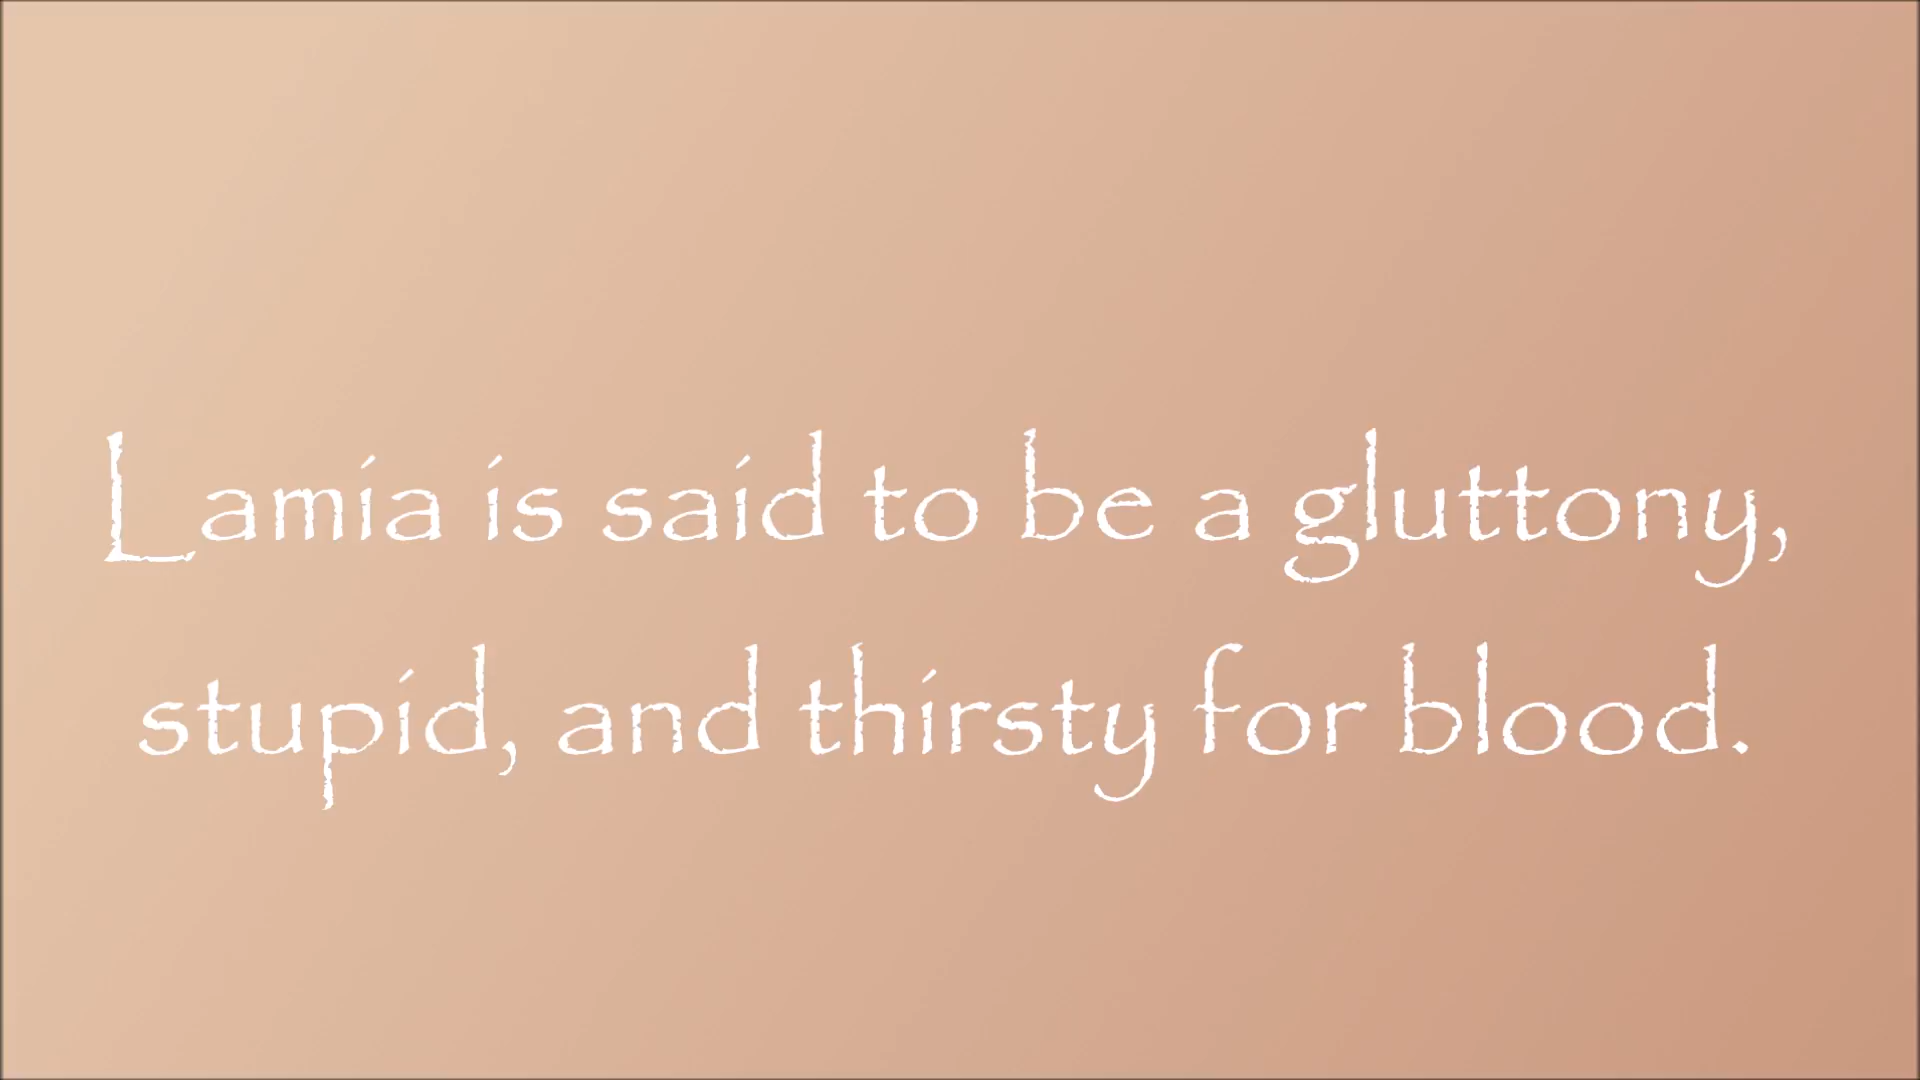 Lamia is said to be a gluttony,
stupid, and thirsty for blood.